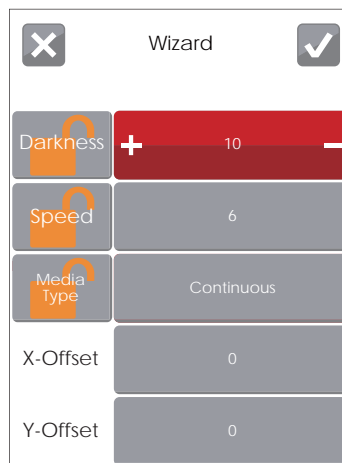 Wizard
Darkness
+ 10 -
Speed
6
Media
Type
Continuous
X-Offset
0
Y-Offset
0